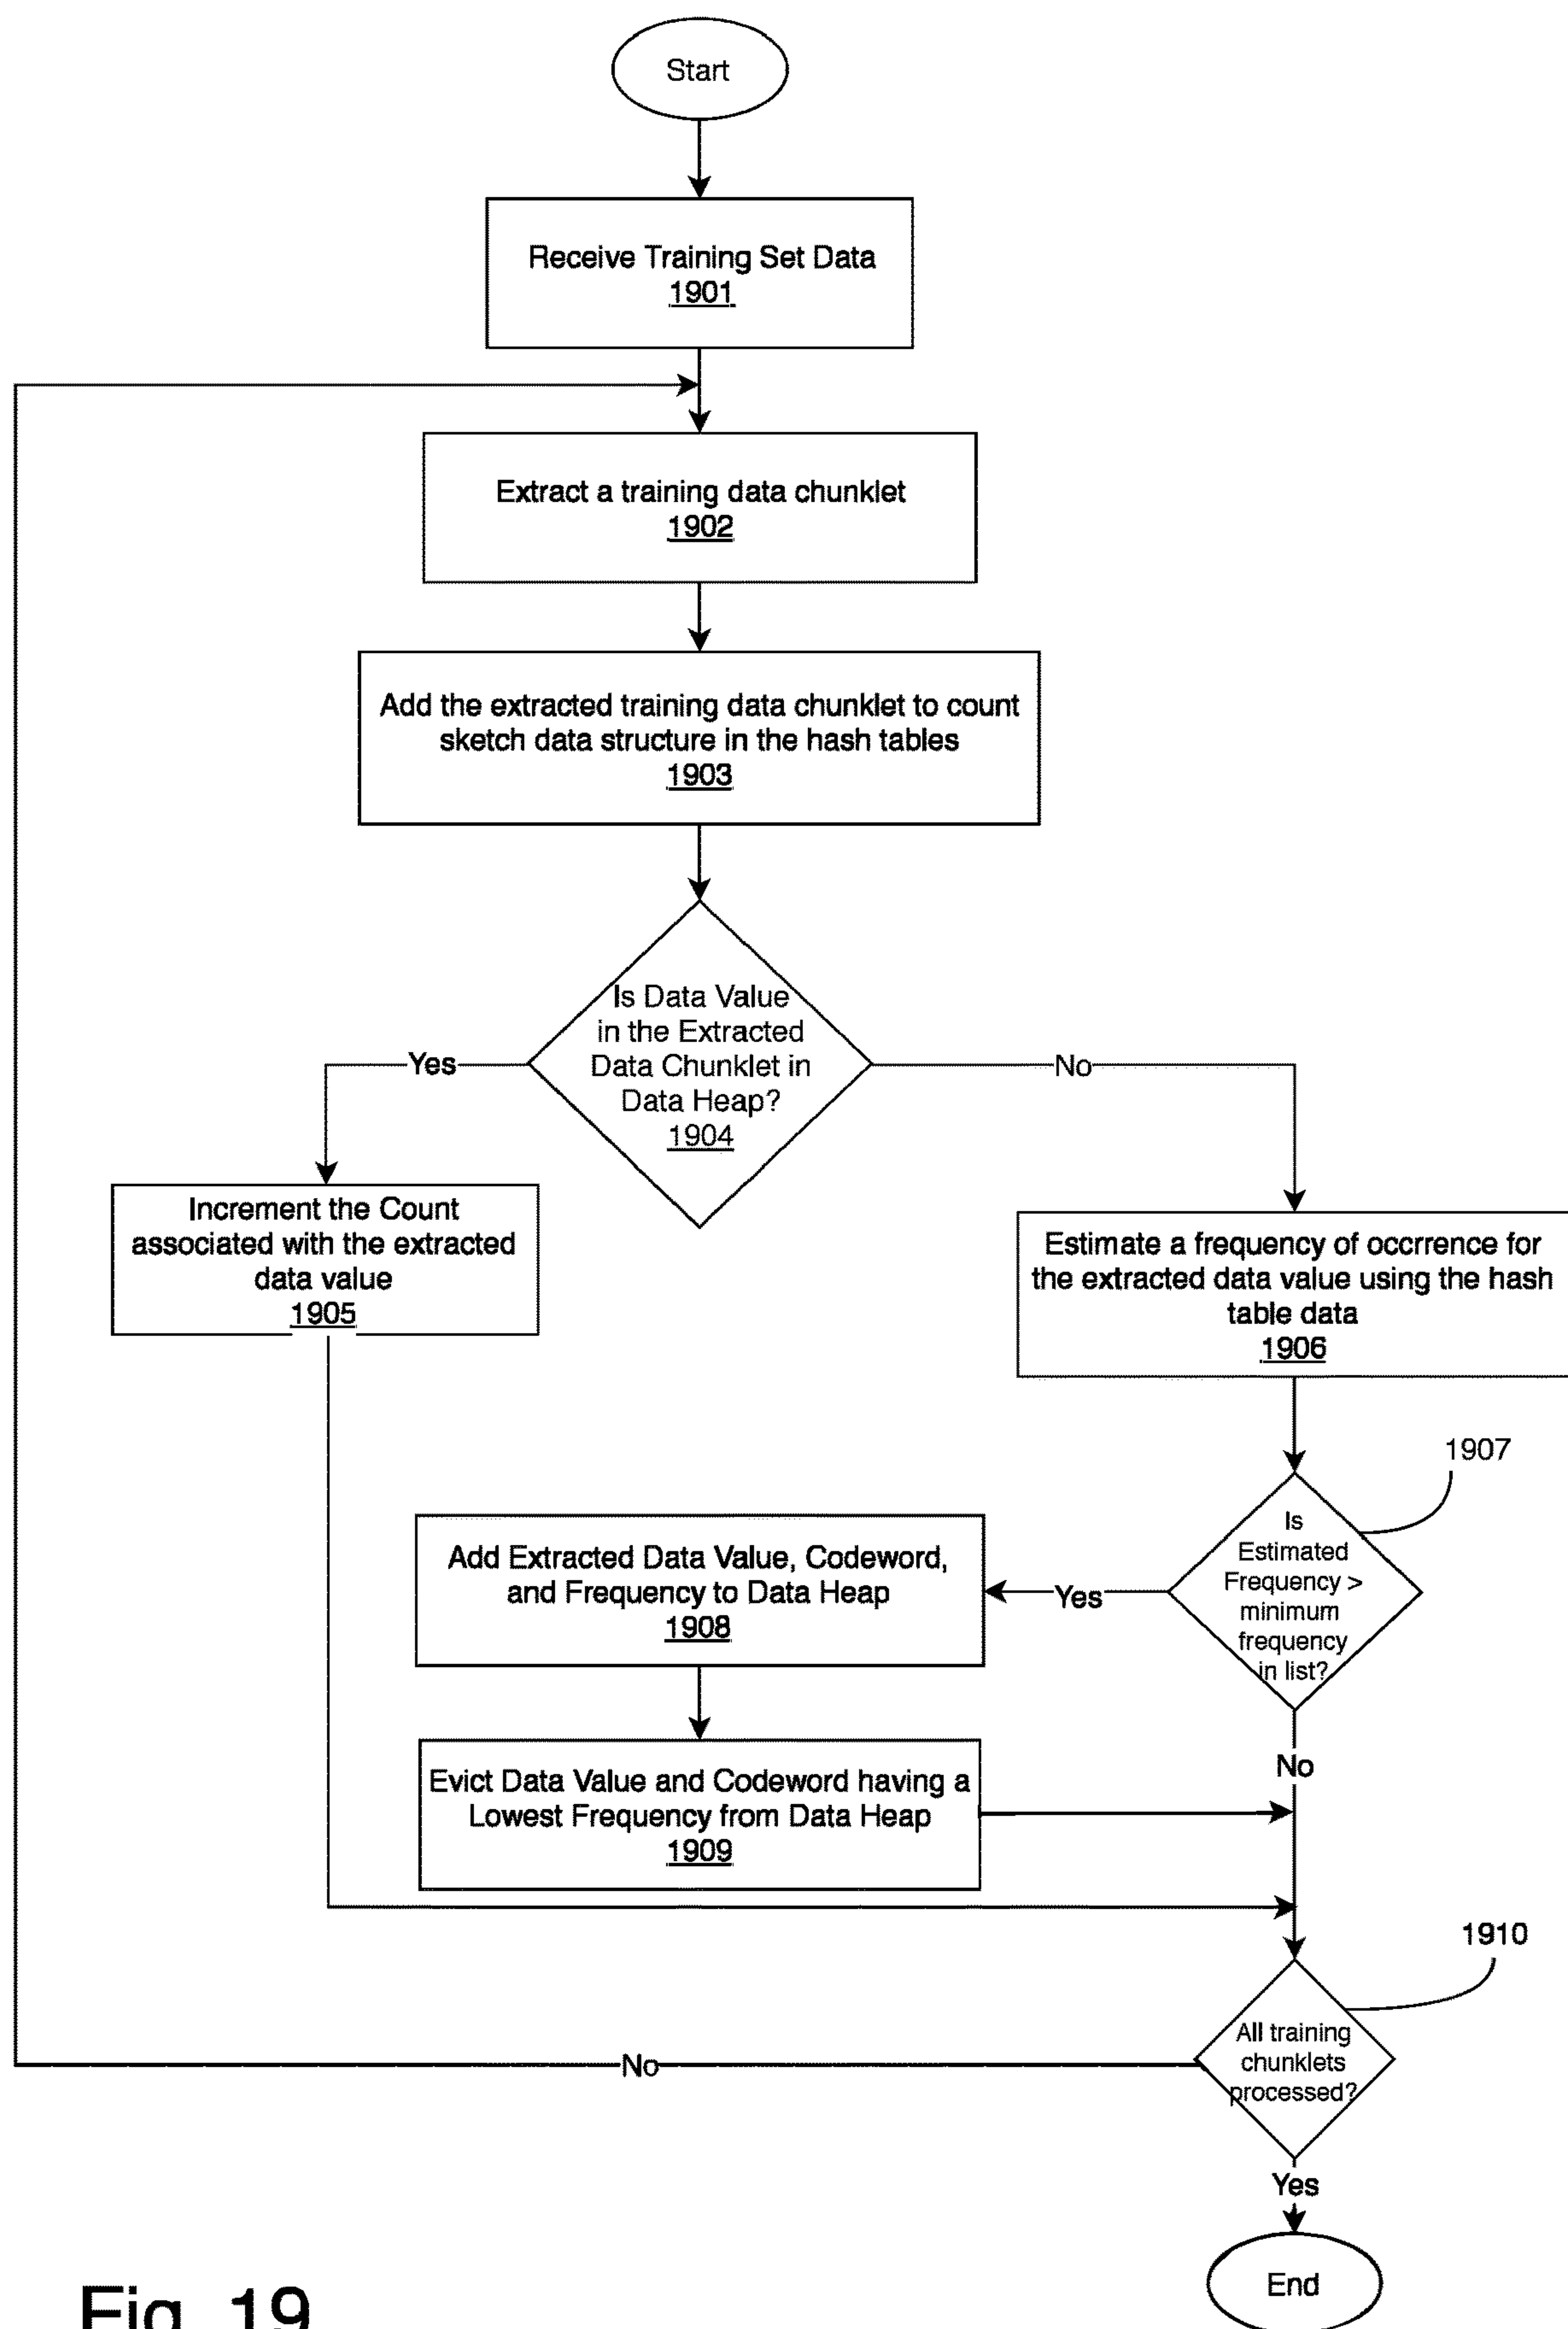 Start
Receive Training Set Data
1901
Extract a training data chunklet
1902
Add the extracted training data chunklet to count
sketch data structure in the hash tables
1903
Is Data Value
in the Extracted
Data Chunklet in
Data Heap?
1904
Yes
No
Increment the Count
associated with the extracted
data value
1905
Estimate a frequency of occrrence for
the extracted data value using the hash
table data
1906
1907
Is
Estimated
Frequency >
minimum
frequency
in list?
Yes
Add Extracted Data Value, Codeword,
and Frequency to Data Heap
1908
No
Evict Data Value and Codeword having a
Lowest Frequency from Data Heap
1909
1910
All training
chunklets
processed?
No
Yes
End
Fig. 19